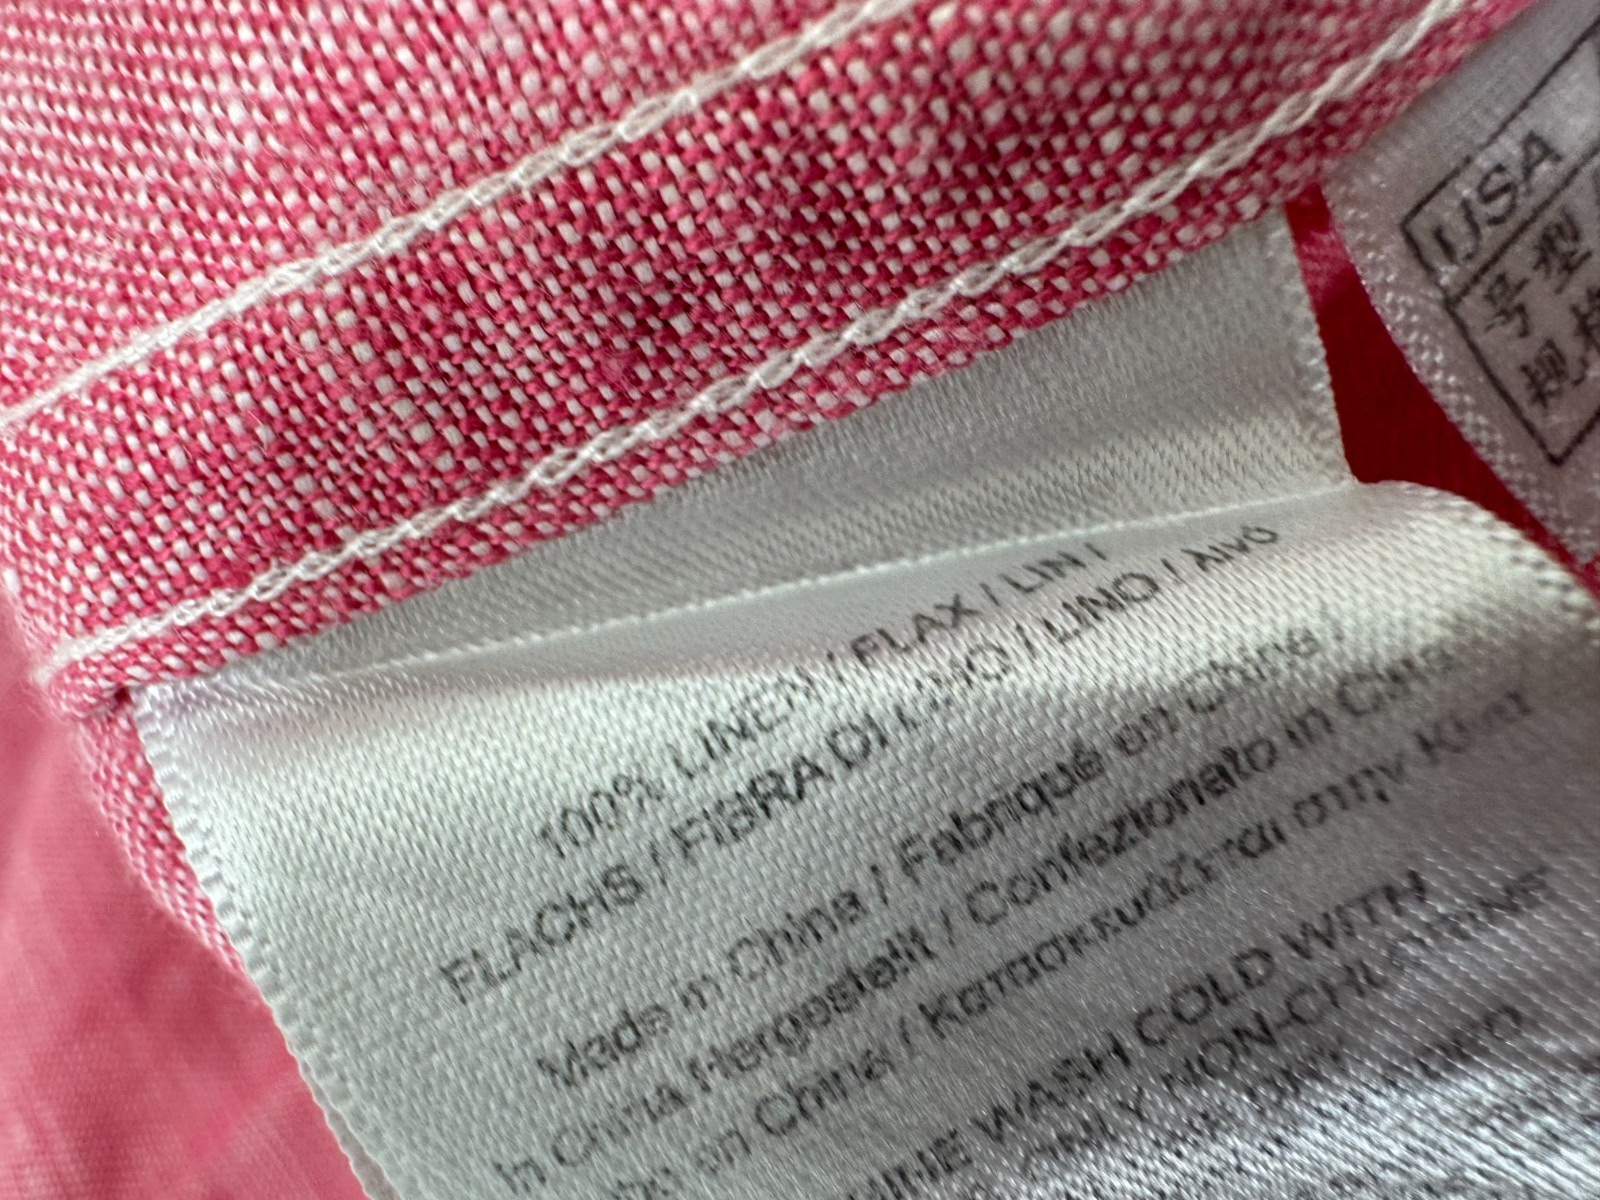 USA
号型
规格
100% LINEN / FLAX / LIN /
FLACHS / FIBRA DI LINO / LINO / ΛΙΝΟ
Made in China / Fabriqué en Chine /
In China Hergestellt / Confezionato in Cina
en China / Κατασκευάζεται στην Κίνα
WASH COLD WITH
ONLY NON-CHLORINE